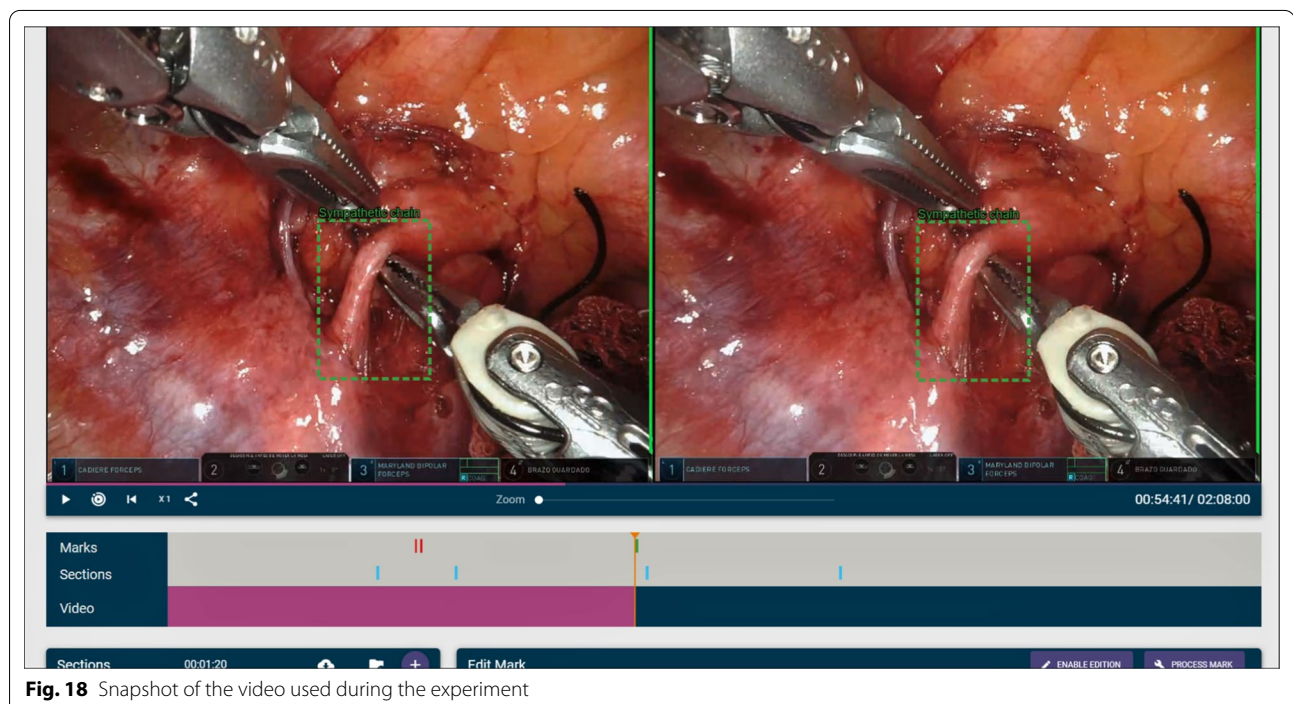 Sympathetic chain
Sympathetic chain
1 CADIERE FORCEPS
2
3 MARYLAND BIPOLAR
FORCEPS
4 BRAZO GUARDADO
1 CADIERE FORCEPS
2
3 MARYLAND BIPOLAR
FORCEPS
4 BRAZO GUARDADO
X1
Zoom
00:54:41/ 02:08:00
Marks
Sections
Video
Sections 00:01:20
Edit Mark
ENABLE EDITION
PROCESS MARK
Fig. 18 Snapshot of the video used during the experiment